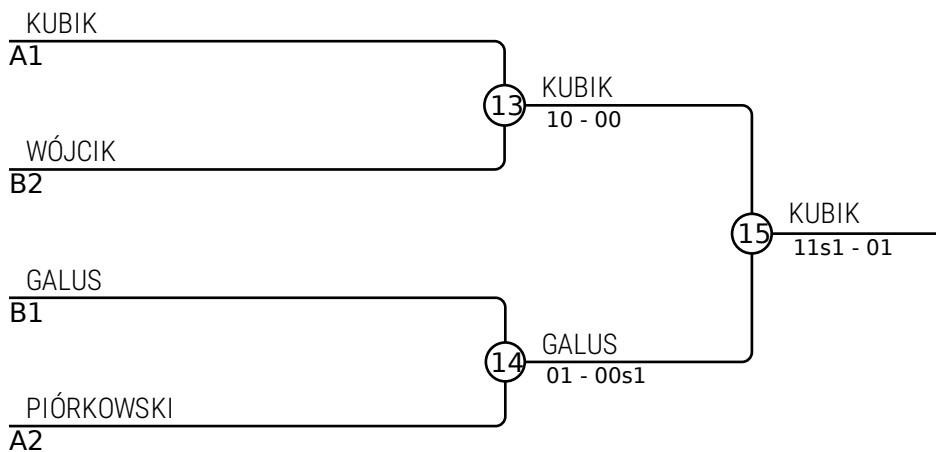 KUBIK
A1
13
KUBIK
10 - 00
WÓJCIK
B2
15
KUBIK
11s1 - 01
GALUS
B1
14
GALUS
01 - 00s1
PIÓRKOWSKI
A2